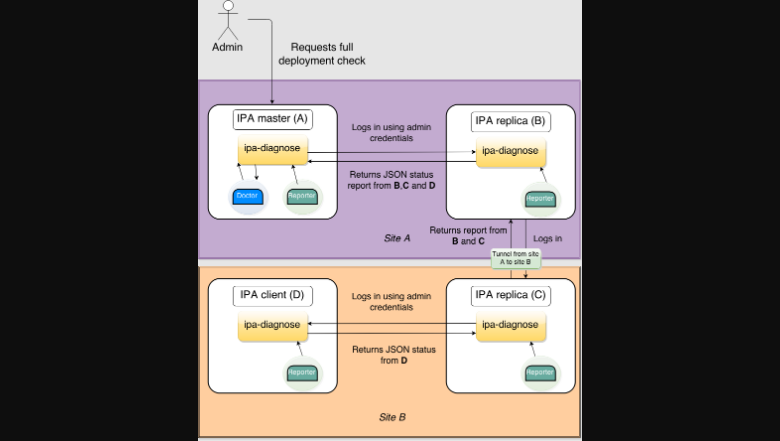 Admin
Requests full
deployment check
IPA master (A)
ipa-diagnose
Doctor
Reporter
Logs in using admin
credentials
Returns JSON status
report from B,C and D
IPA replica (B)
ipa-diagnose
Reporter
Site A
Returns report from
B and C
Logs in
Tunnel from site
A to site B
IPA client (D)
ipa-diagnose
Reporter
Logs in using admin
credentials
Returns JSON status
from D
IPA replica (C)
ipa-diagnose
Reporter
Site B